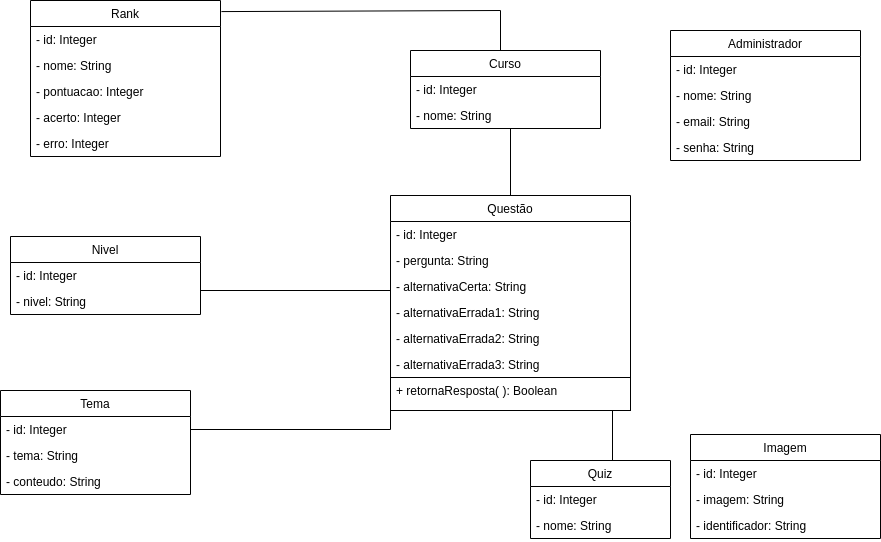 Rank
- id: Integer
- nome: String
- pontuacao: Integer
- acerto: Integer
- erro: Integer
Curso
- id: Integer
- nome: String
Administrador
- id: Integer
- nome: String
- email: String
- senha: String
Questão
- id: Integer
- pergunta: String
- alternativaCerta: String
- alternativaErrada1: String
- alternativaErrada2: String
- alternativaErrada3: String
+ retornaResposta( ): Boolean
Nivel
- id: Integer
- nivel: String
Tema
- id: Integer
- tema: String
- conteudo: String
Quiz
- id: Integer
- nome: String
Imagem
- id: Integer
- imagem: String
- identificador: String